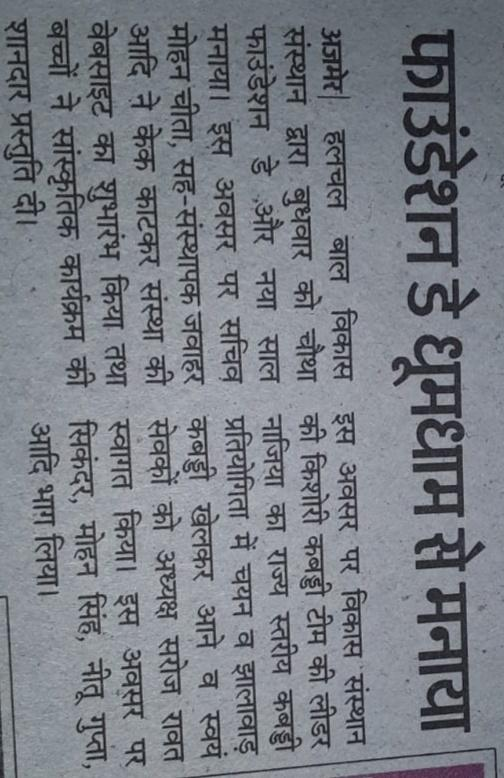 फाउंडेशन डे धूमधाम से मनाया
अजमेर| हलचल बाल विकास
संस्थान द्वारा बुधवार को चौथा
फाउंडेशन डे और नया साल
मनाया। इस अवसर पर सचिव
मोहन चीता, सह-संस्थापक जवाहर
आदि ने केक काटकर संस्था की
वेबसाइट का शुभारंभ किया तथा
बच्चों ने सांस्कृतिक कार्यक्रम की
शानदार प्रस्तुति दी।
इस अवसर पर विकास संस्थान
की किशोरी कबड्डी टीम की लीडर
नाजिया का राज्य स्तरीय कबड्डी
प्रतियोगिता में चयन व झालावाड़
कबड्डी खेलकर आने व स्वयं
सेवकों को अध्यक्ष सरोज रावत
स्वागत किया। इस अवसर पर
सिकंदर, मोहन सिंह, नीतू गुप्ता,
आदि भाग लिया।